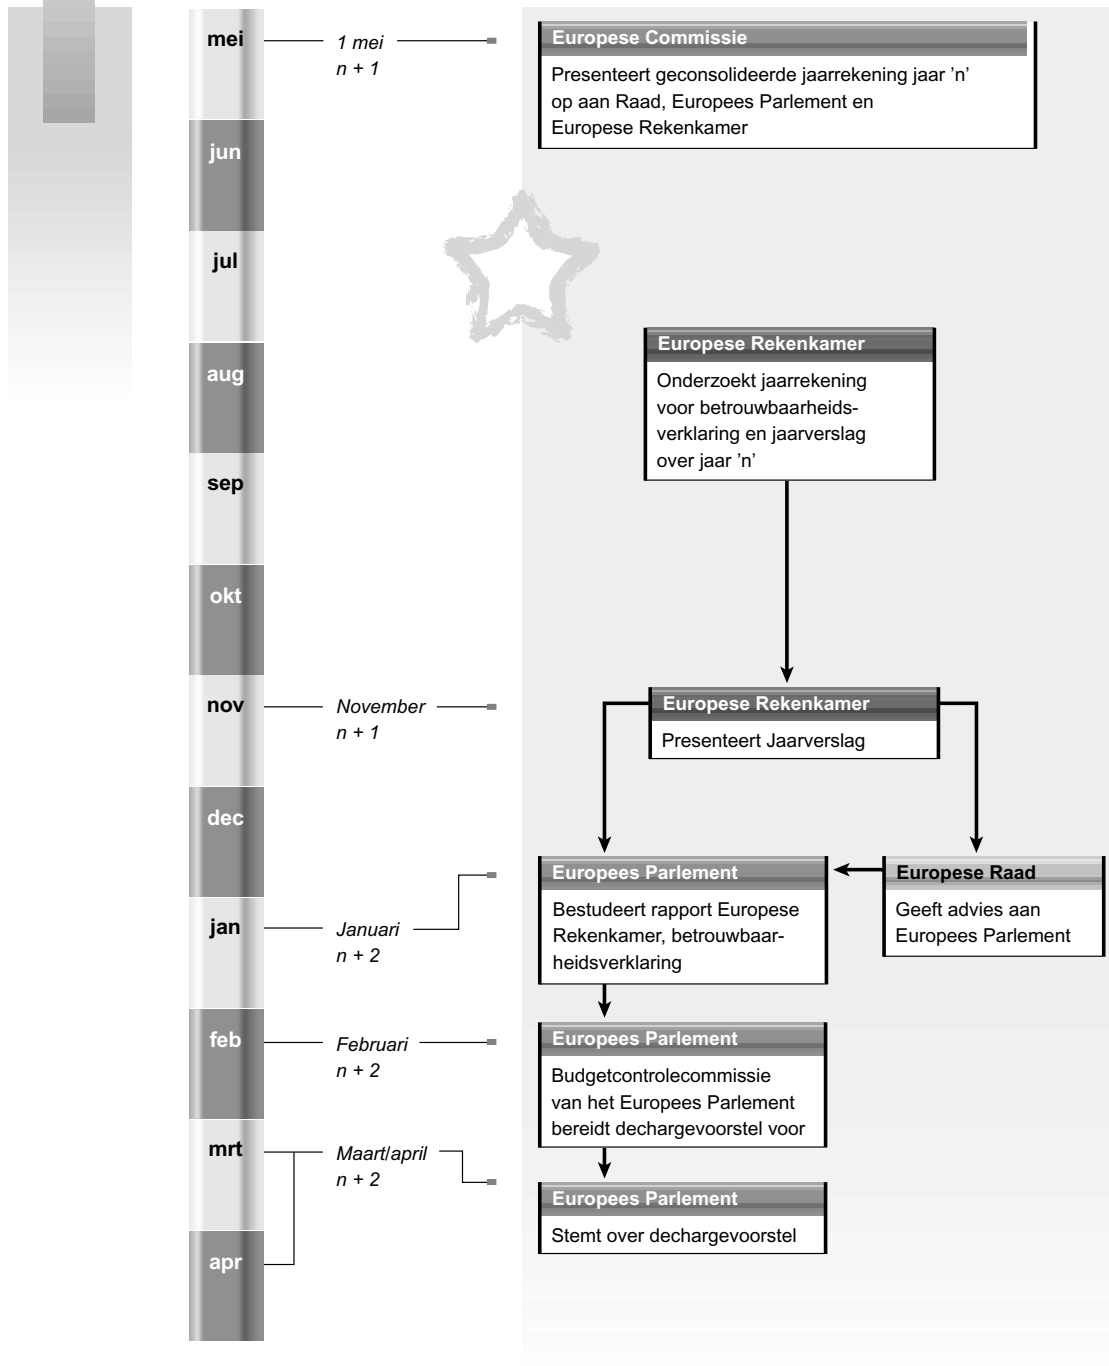 mei
1 mei
n + 1
Europese Commissie
Presenteert geconsolideerde jaarrekening jaar ’n’
op aan Raad, Europees Parlement en
Europese Rekenkamer
jun
jul
Europese Rekenkamer
Onderzoekt jaarrekening
voor betrouwbaarheids-
verklaring en jaarverslag
over jaar ’n’
aug
sep
okt
nov
November
n + 1
Europese Rekenkamer
Presenteert Jaarverslag
dec
Europees Parlement
Bestudeert rapport Europese
Rekenkamer, betrouwbaar-
heidsverklaring
Europese Raad
Geeft advies aan
Europees Parlement
jan
Januari
n + 2
feb
Februari
n + 2
Europees Parlement
Budgetcontrolecommissie
van het Europees Parlement
bereidt dechargevoorstel voor
mrt
Maart/april
n + 2
Europees Parlement
Stemt over dechargevoorstel
apr